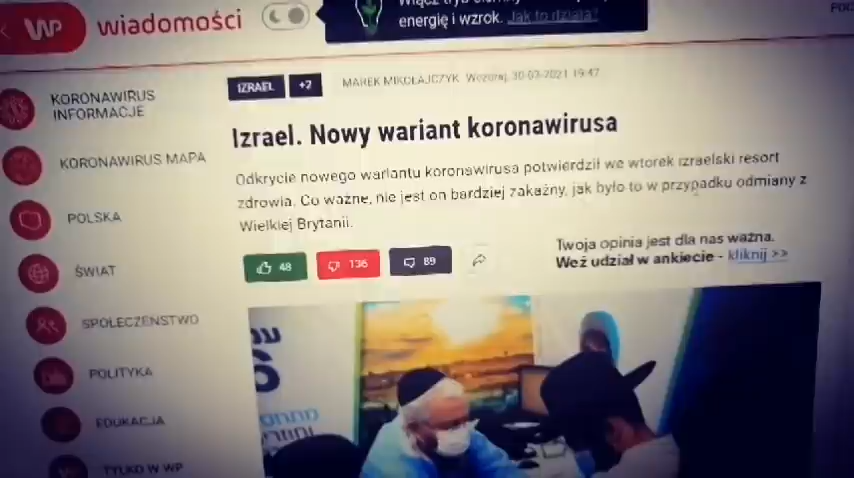 WP wiadomości
energię i wzrok. Jak to działa?
IZRAEL +2 MAREK MIKOŁAJCZYK Wczoraj, 30-03-2021 19:47
KORONAWIRUS
INFORMACJE
KORONAWIRUS MAPA
POLSKA
ŚWIAT
SPOŁECZEŃSTWO
POLITYKA
EDUKACJA
TYLKO W WP
Izrael. Nowy wariant koronawirusa
Odkrycie nowego wariantu koronawirusa potwierdził we wtorek izraelski resort
zdrowia. Co ważne, nie jest on bardziej zakaźny, jak było to w przypadku odmiany z
Wielkiej Brytanii.
48 136 89
Twoja opinia jest dla nas ważna.
Weź udział w ankiecie - kliknij >>